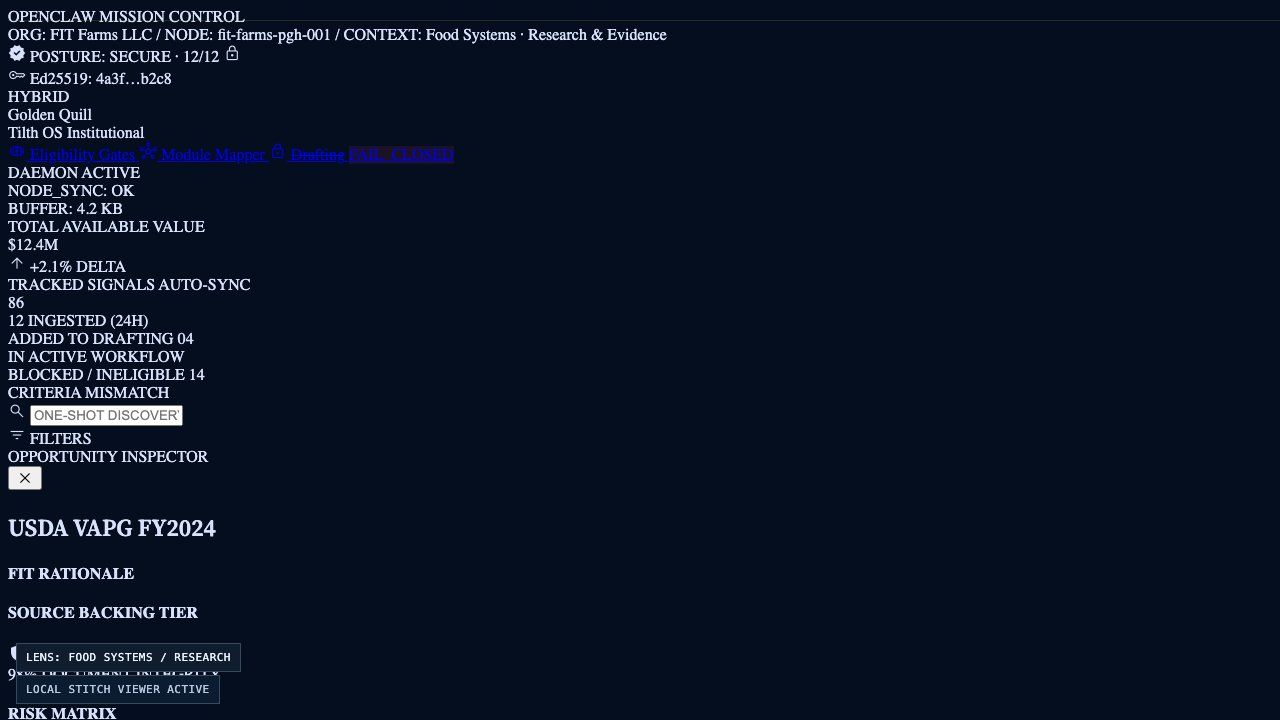 OPENCLAW MISSION CONTROL
ORG: FIT Farms LLC / NODE: fit-farms-pgh-001 / CONTEXT: Food Systems · Research & Evidence
POSTURE: SECURE · 12/12
Ed25519: 4a3f…b2c8
HYBRID
Golden Quill
Tilth OS Institutional
Eligibility Gates Module Mapper Drafting FAIL_CLOSED
DAEMON ACTIVE
NODE_SYNC: OK
BUFFER: 4.2 KB
TOTAL AVAILABLE VALUE
$12.4M
+2.1% DELTA
TRACKED SIGNALS AUTO-SYNC
86
12 INGESTED (24H)
ADDED TO DRAFTING 04
IN ACTIVE WORKFLOW
BLOCKED / INELIGIBLE 14
CRITERIA MISMATCH
ONE-SHOT DISCOVERY
FILTERS
OPPORTUNITY INSPECTOR
USDA VAPG FY2024
FIT RATIONALE
SOURCE BACKING TIER
LENS: FOOD SYSTEMS / RESEARCH
DOCUMENT INTEGRITY
LOCAL STITCH VIEWER ACTIVE
RISK MATRIX